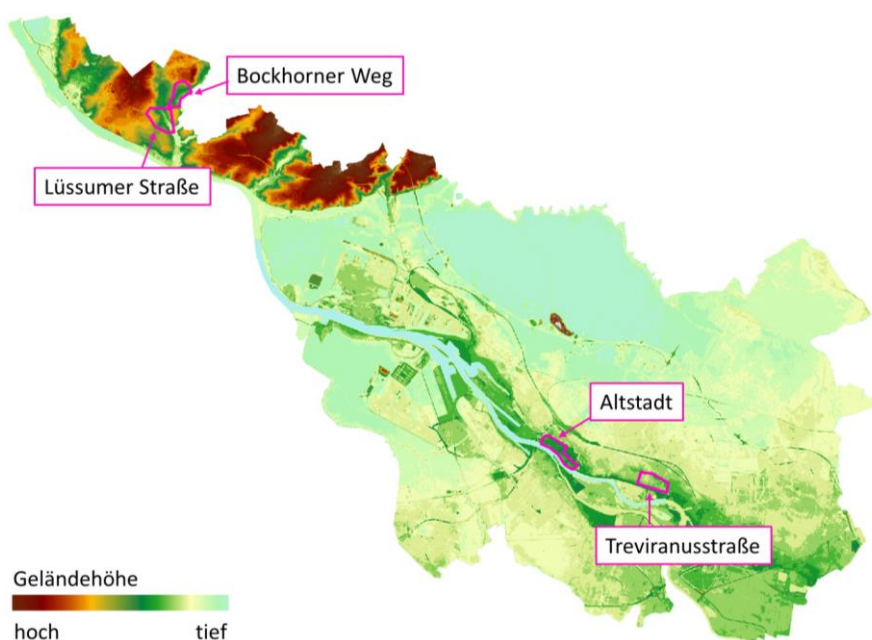 Bockhorner Weg
Lüssumer Straße
Altstadt
Treviranusstraße
Geländehöhe
hoch tief